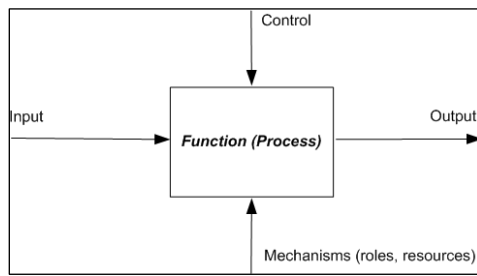 Control
Input
Function (Process)
Output
Mechanisms (roles, resources)